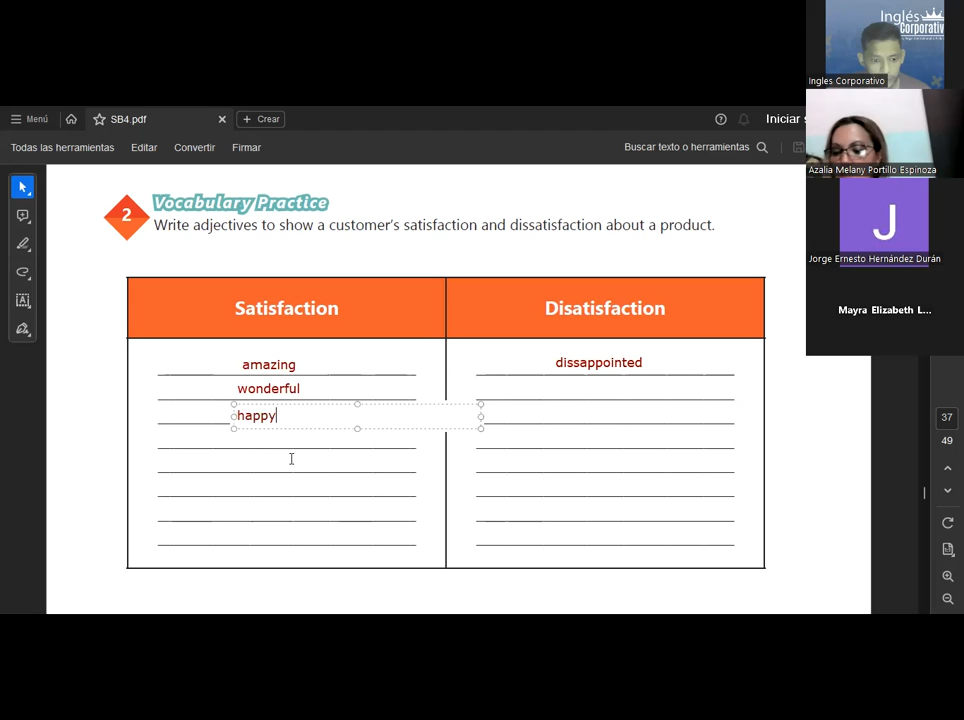 Inglés
Corporativo
Ingles Corporativo
Menú
SB4.pdf
Crear
Iniciar s
Todas las herramientas
Editar
Convertir
Firmar
Buscar texto o herramientas
Azalia Melany Portillo Espinoza
J
Jorge Ernesto Hernández Durán
Mayra Elizabeth L...
2
Vocabulary Practice
Write adjectives to show a customer's satisfaction and dissatisfaction about a product.
Satisfaction
Disatisfaction
amazing
dissappointed
wonderful
happy
37
49